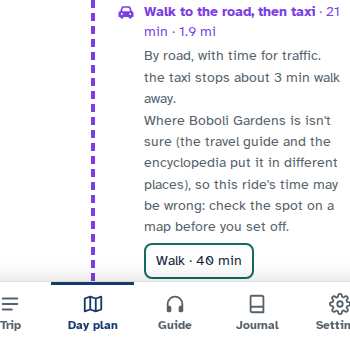 Walk to the road, then taxi · 21
min · 1.9 mi
By road, with time for traffic.
the taxi stops about 3 min walk
away.
Where Boboli Gardens is isn't
sure (the travel guide and the
encyclopedia put it in different
places), so this ride's time may
be wrong: check the spot on a
map before you set off.
Walk · 40 min
Trip
Day plan
Guide
Journal
Settin